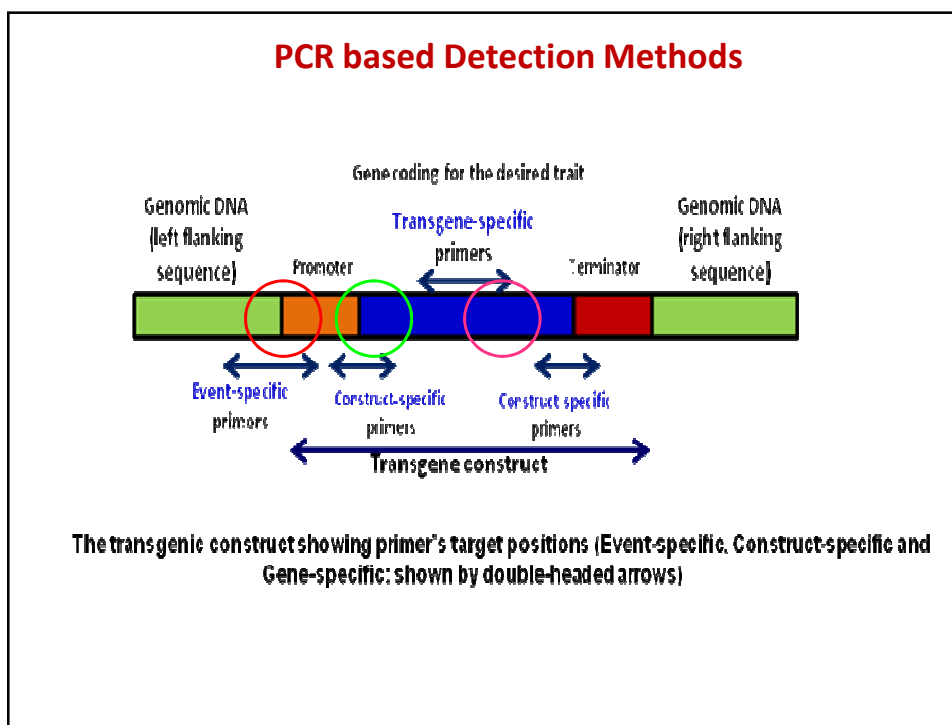 PCR based Detection Methods
Gene coding for the desired trait
Genomic DNA
(left flanking
sequence)
Transgene-specific
primers
Genomic DNA
(right flanking
sequence)
Promoter
Terminator
Event-specific
primers
Construct-specific
primers
Construct specific
primers
Transgene construct
The transgenic construct showing primer's target positions (Event-specific, Construct-specific and
Gene-specific: shown by double-headed arrows)